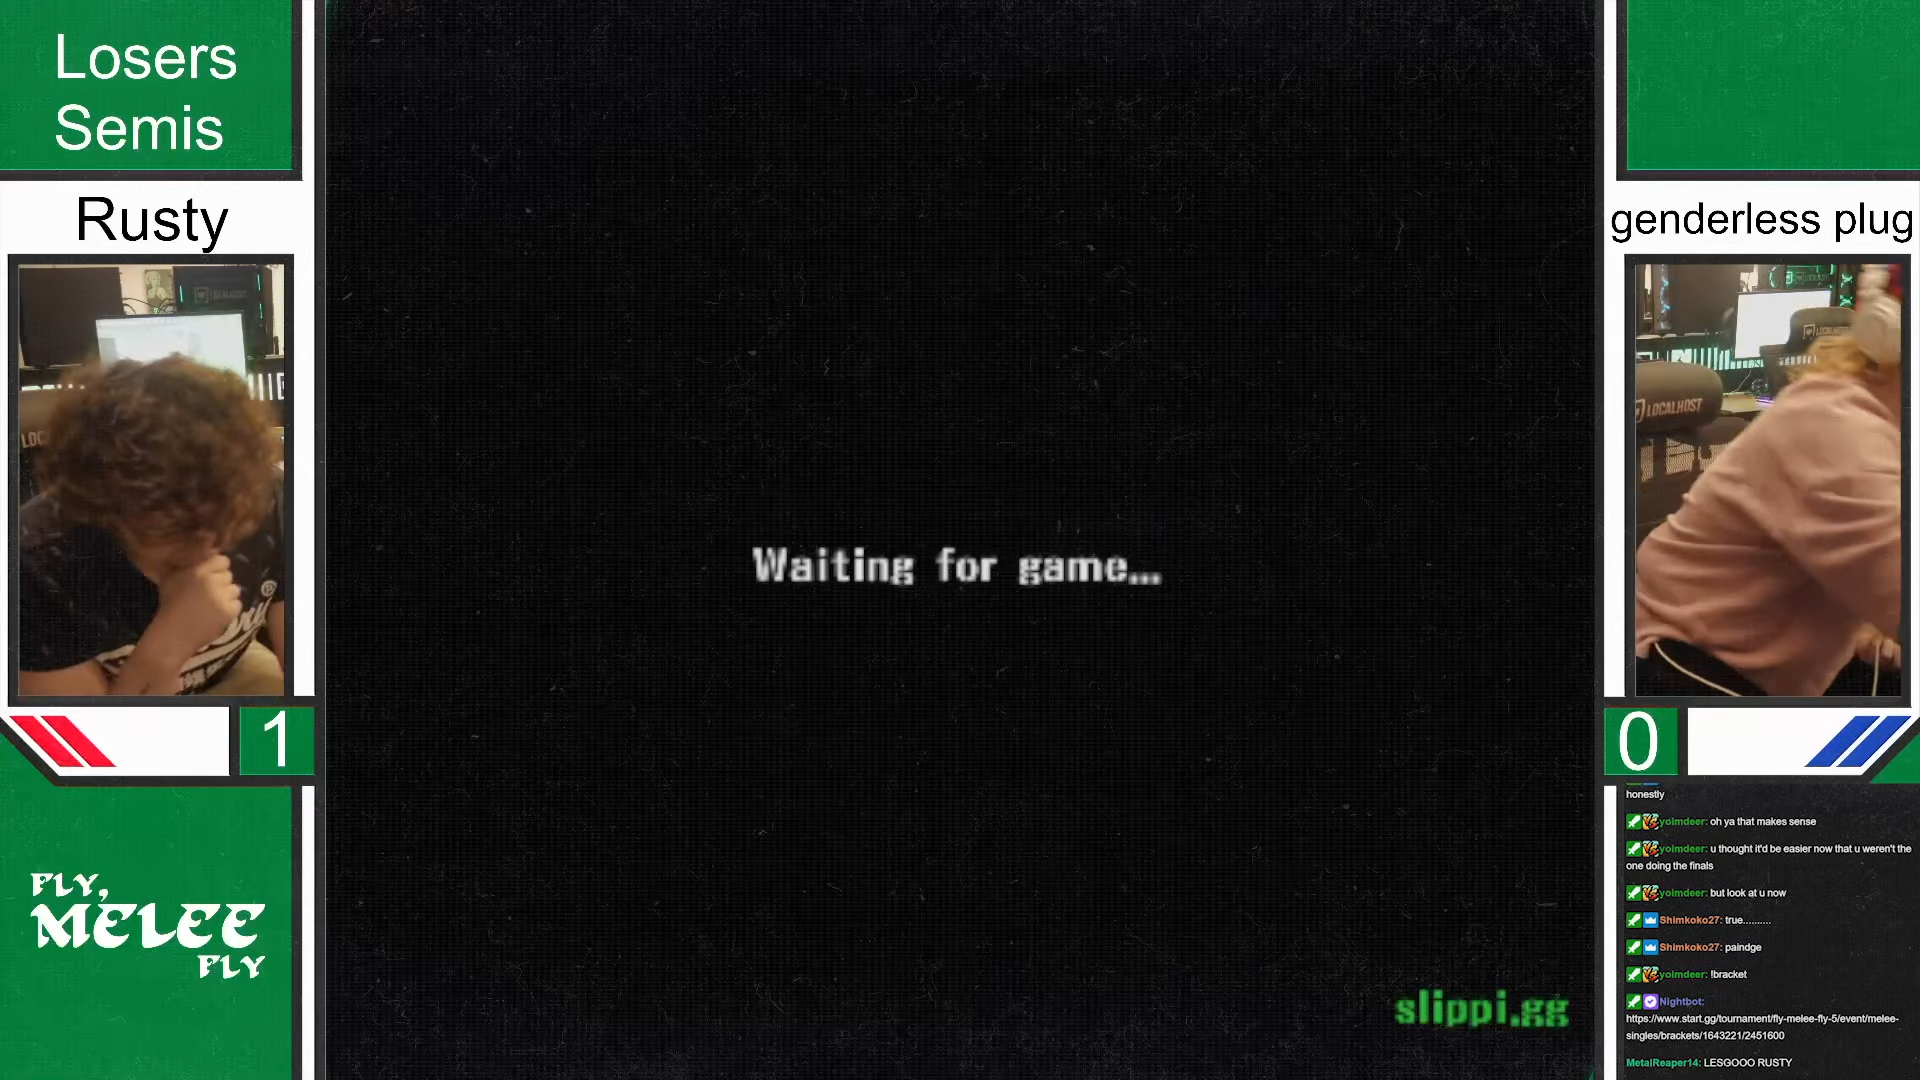 Losers
Semis
Rusty
genderless plug
LOCALHOST
LOCALHOST
Waiting for game...
1
0
FLY,
MELEE
FLY
slippi.gg
honestly
yoimdeer: oh ya that makes sense
yoimdeer: u thought it'd be easier now that u weren't the
one doing the finals
yoimdeer: but look at u now
Shimkoko27: true..........
Shimkoko27: paindge
yoimdeer: !bracket
Nightbot:
https://www.start.gg/tournament/fly-melee-fly-5/event/melee-
singles/brackets/1643221/2451600
MetalReaper14: LESGOOO RUSTY